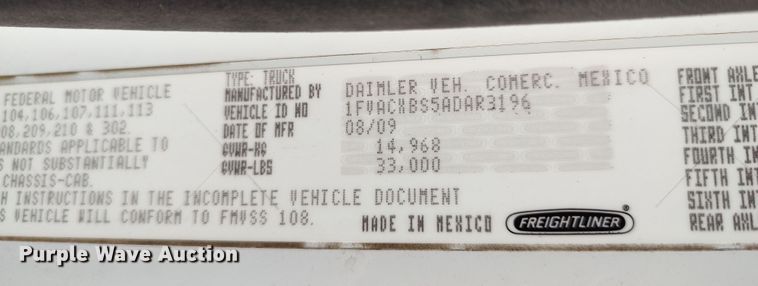 TYPE: TRUCK
FEDERAL MOTOR VEHICLE MANUFACTURED BY DAIMLER VEH. COMERC. MEXICO FRONT AXLE
104,106,107,111,113 VEHICLE ID NO 1FVACXBS5ADAR3196 FIRST INT
08,209,210 & 302. DATE OF MFR 08/09 SECOND INT
ANDARDS APPLICABLE TO GVWR-KG 14,968 THIRD INT
S NOT SUBSTANTIALLY GVWR-LBS 33,000 FOURTH IN
CHASSIS-CAB. FIFTH INT
H INSTRUCTIONS IN THE INCOMPLETE VEHICLE DOCUMENT SIXTH INT
S VEHICLE WILL CONFORM TO FMVSS 108. MADE IN MEXICO FREIGHTLINER® REAR AXL
Purple Wave Auction